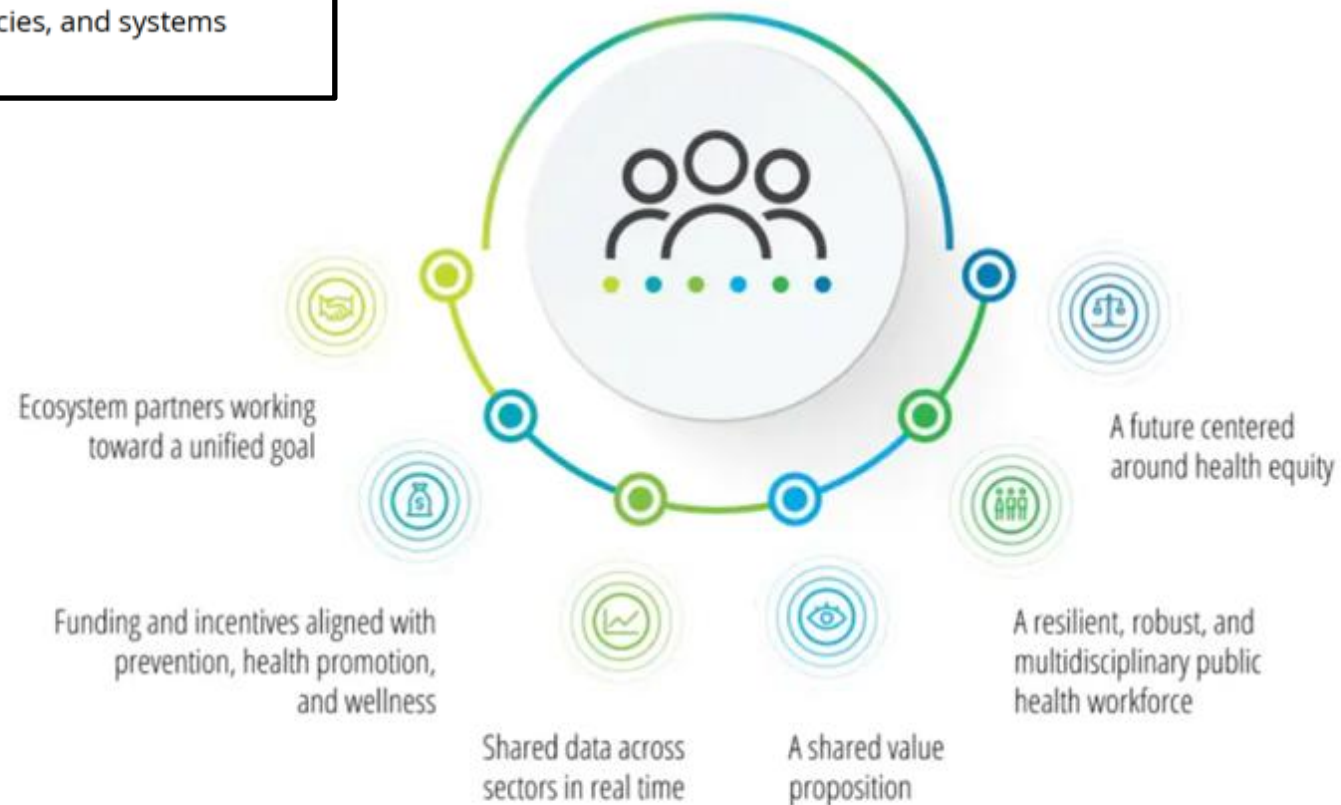 cies, and systems
Ecosystem partners working
toward a unified goal
Funding and incentives aligned with
prevention, health promotion,
and wellness
Shared data across
sectors in real time
A shared value
proposition
A resilient, robust, and
multidisciplinary public
health workforce
A future centered
around health equity